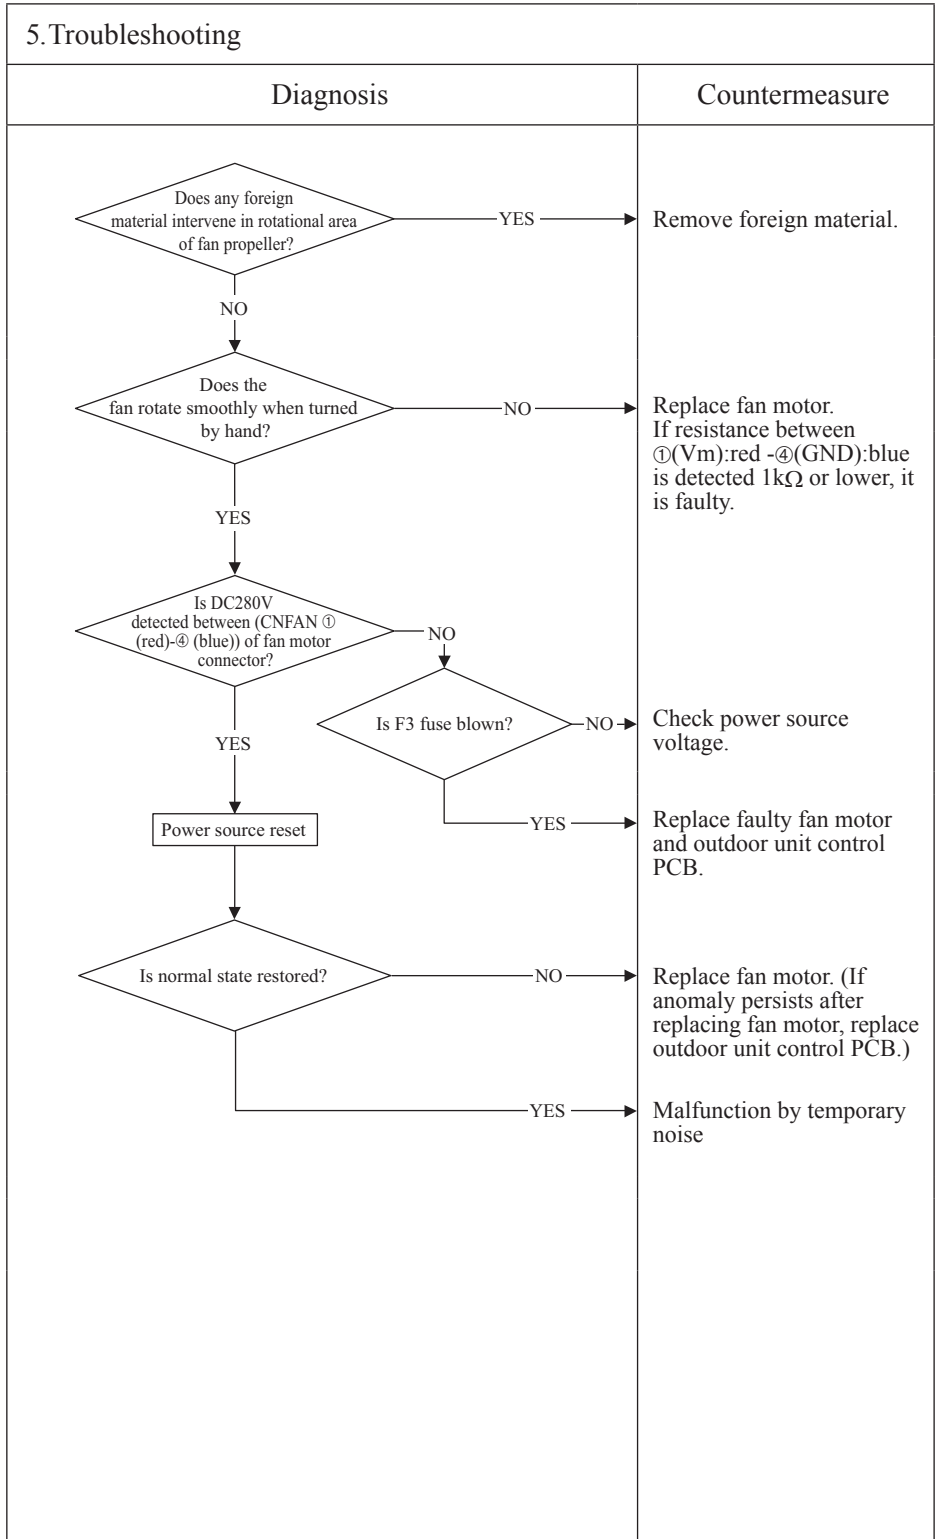 5.Troubleshooting
Diagnosis
Countermeasure
Does any foreign
material intervene in rotational area
of fan propeller?
YES
Remove foreign material.
NO
Does the
fan rotate smoothly when turned
by hand?
NO
Replace fan motor.
If resistance between
①(Vm):red -④(GND):blue
is detected 1kΩ or lower, it
is faulty.
YES
Is DC280V
detected between (CNFAN ①
(red)-④ (blue)) of fan motor
connector?
NO
Is F3 fuse blown?
NO
Check power source
voltage.
YES
YES
Replace faulty fan motor
and outdoor unit control
PCB.
Power source reset
Is normal state restored?
NO
Replace fan motor. (If
anomaly persists after
replacing fan motor, replace
outdoor unit control PCB.)
YES
Malfunction by temporary
noise